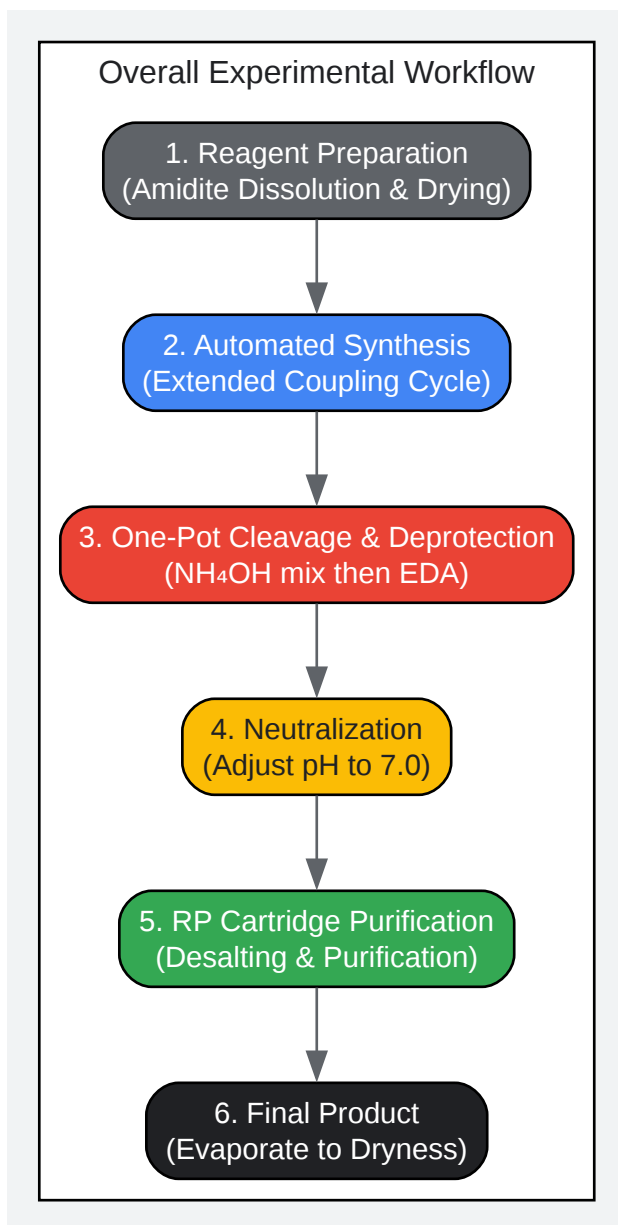 Overall Experimental Workflow
1. Reagent Preparation
(Amidite Dissolution & Drying)
2. Automated Synthesis
(Extended Coupling Cycle)
3. One-Pot Cleavage & Deprotection
(NH₄OH mix then EDA)
4. Neutralization
(Adjust pH to 7.0)
5. RP Cartridge Purification
(Desalting & Purification)
6. Final Product
(Evaporate to Dryness)